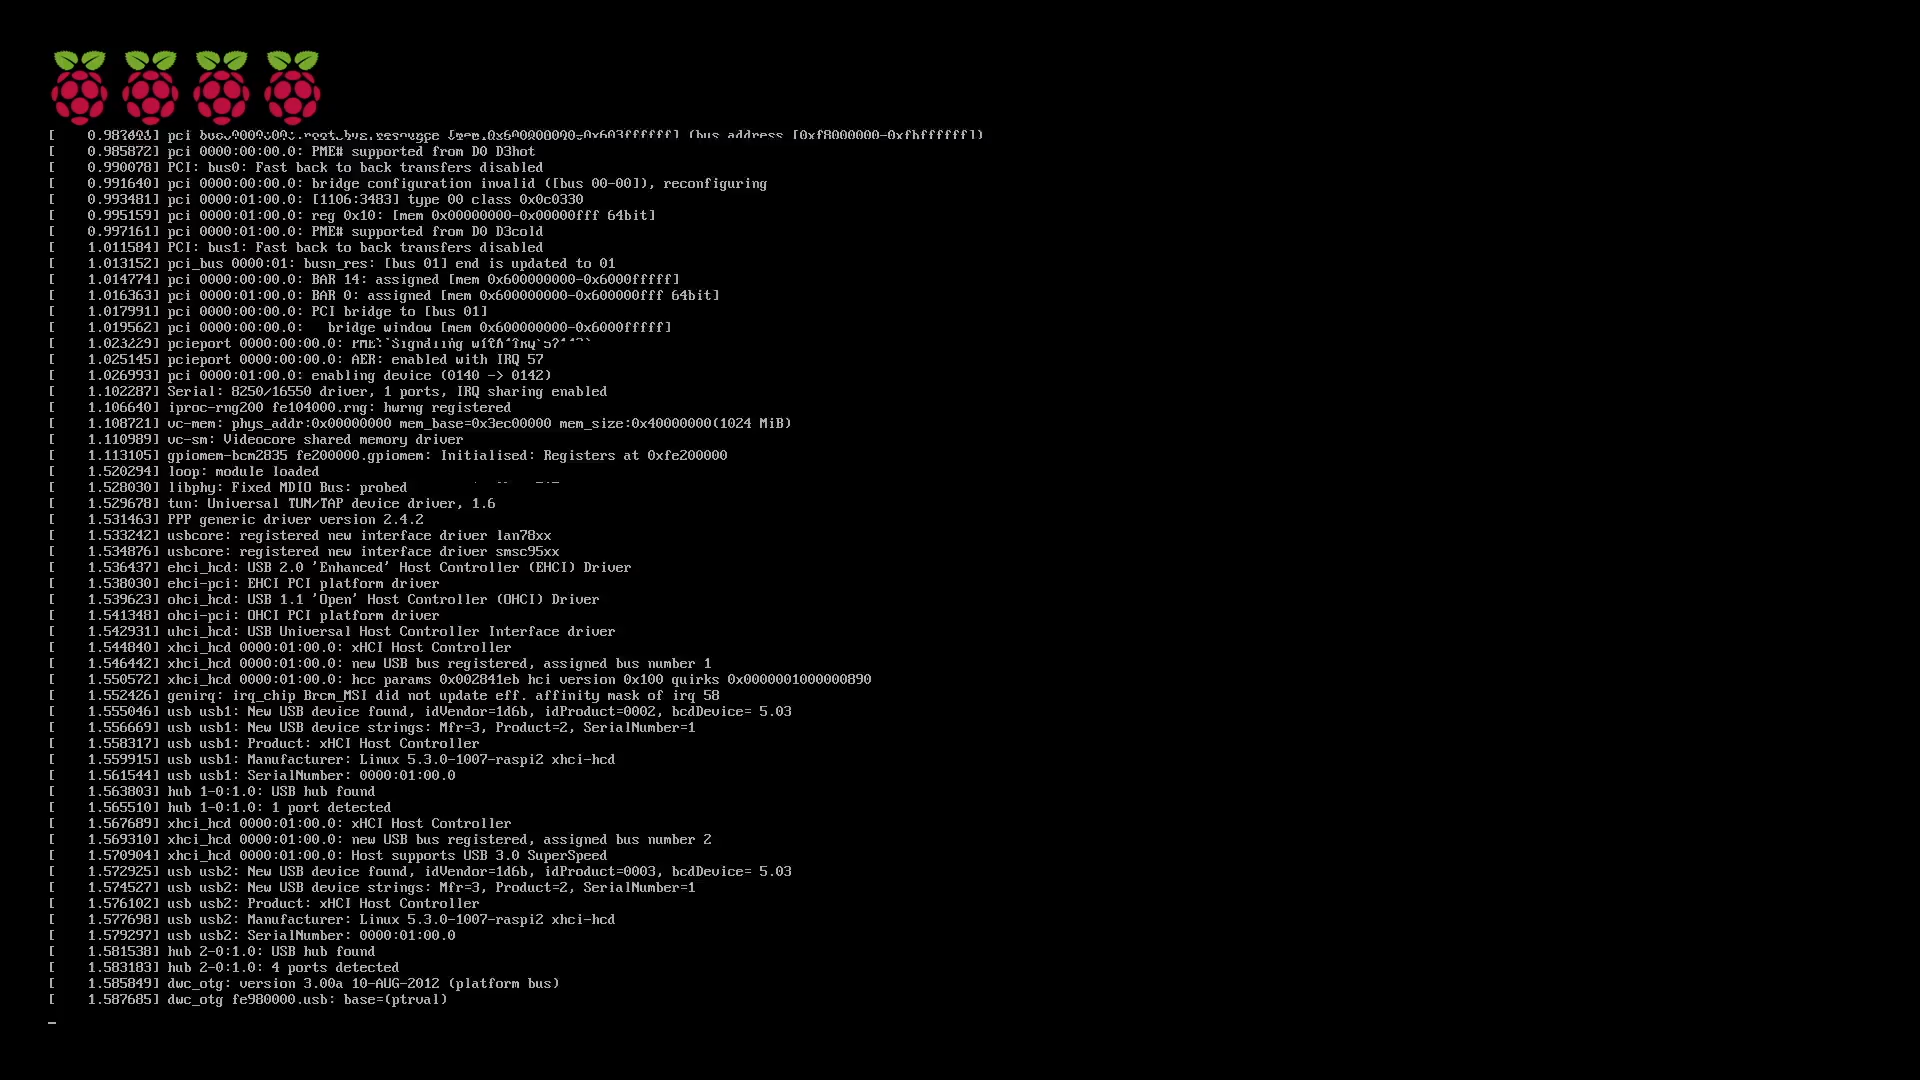 [    0.983401] pci_bus 0000:00: root bus resource [mem 0x600000000-0x603ffffff] (bus address [0xf8000000-0xfbffffff])
[    0.985872] pci 0000:00:00.0: PME# supported from D0 D3hot
[    0.990078] PCI: bus0: Fast back to back transfers disabled
[    0.991640] pci 0000:00:00.0: bridge configuration invalid ([bus 00-00]), reconfiguring
[    0.993481] pci 0000:01:00.0: [1106:3483] type 00 class 0x0c0330
[    0.995159] pci 0000:01:00.0: reg 0x10: [mem 0x00000000-0x00000fff 64bit]
[    0.997161] pci 0000:01:00.0: PME# supported from D0 D3cold
[    1.011584] PCI: bus1: Fast back to back transfers disabled
[    1.013152] pci_bus 0000:01: busn_res: [bus 01] end is updated to 01
[    1.014774] pci 0000:00:00.0: BAR 14: assigned [mem 0x600000000-0x6000fffff]
[    1.016363] pci 0000:01:00.0: BAR 0: assigned [mem 0x600000000-0x600000fff 64bit]
[    1.017991] pci 0000:00:00.0: PCI bridge to [bus 01]
[    1.019562] pci 0000:00:00.0:   bridge window [mem 0x600000000-0x6000fffff]
[    1.023229] pcieport 0000:00:00.0: PME: Signaling with IRQ 57
[    1.025145] pcieport 0000:00:00.0: AER: enabled with IRQ 57
[    1.026993] pci 0000:01:00.0: enabling device (0140 -> 0142)
[    1.102287] Serial: 8250/16550 driver, 1 ports, IRQ sharing enabled
[    1.106640] iproc-rng200 fe104000.rng: hwrng registered
[    1.108721] vc-mem: phys_addr:0x00000000 mem_base=0x3ec00000 mem_size:0x40000000(1024 MiB)
[    1.110989] vc-sm: Videocore shared memory driver
[    1.113105] gpiomem-bcm2835 fe200000.gpiomem: Initialised: Registers at 0xfe200000
[    1.520294] loop: module loaded
[    1.528030] libphy: Fixed MDIO Bus: probed
[    1.529678] tun: Universal TUN/TAP device driver, 1.6
[    1.531463] PPP generic driver version 2.4.2
[    1.533242] usbcore: registered new interface driver lan78xx
[    1.534876] usbcore: registered new interface driver smsc95xx
[    1.536437] ehci_hcd: USB 2.0 'Enhanced' Host Controller (EHCI) Driver
[    1.538030] ehci-pci: EHCI PCI platform driver
[    1.539623] ohci_hcd: USB 1.1 'Open' Host Controller (OHCI) Driver
[    1.541348] ohci-pci: OHCI PCI platform driver
[    1.542931] uhci_hcd: USB Universal Host Controller Interface driver
[    1.544840] xhci_hcd 0000:01:00.0: xHCI Host Controller
[    1.546442] xhci_hcd 0000:01:00.0: new USB bus registered, assigned bus number 1
[    1.550572] xhci_hcd 0000:01:00.0: hcc params 0x002841eb hci version 0x100 quirks 0x0000001000000890
[    1.552426] genirq: irq_chip Brcm_MSI did not update eff. affinity mask of irq 58
[    1.555046] usb usb1: New USB device found, idVendor=1d6b, idProduct=0002, bcdDevice= 5.03
[    1.556669] usb usb1: New USB device strings: Mfr=3, Product=2, SerialNumber=1
[    1.558317] usb usb1: Product: xHCI Host Controller
[    1.559915] usb usb1: Manufacturer: Linux 5.3.0-1007-raspi2 xhci-hcd
[    1.561544] usb usb1: SerialNumber: 0000:01:00.0
[    1.563803] hub 1-0:1.0: USB hub found
[    1.565510] hub 1-0:1.0: 1 port detected
[    1.567689] xhci_hcd 0000:01:00.0: xHCI Host Controller
[    1.569310] xhci_hcd 0000:01:00.0: new USB bus registered, assigned bus number 2
[    1.570904] xhci_hcd 0000:01:00.0: Host supports USB 3.0 SuperSpeed
[    1.572925] usb usb2: New USB device found, idVendor=1d6b, idProduct=0003, bcdDevice= 5.03
[    1.574527] usb usb2: New USB device strings: Mfr=3, Product=2, SerialNumber=1
[    1.576102] usb usb2: Product: xHCI Host Controller
[    1.577698] usb usb2: Manufacturer: Linux 5.3.0-1007-raspi2 xhci-hcd
[    1.579297] usb usb2: SerialNumber: 0000:01:00.0
[    1.581538] hub 2-0:1.0: USB hub found
[    1.583183] hub 2-0:1.0: 4 ports detected
[    1.585849] dwc_otg: version 3.00a 10-AUG-2012 (platform bus)
[    1.587685] dwc_otg fe980000.usb: base=(ptrval)
_